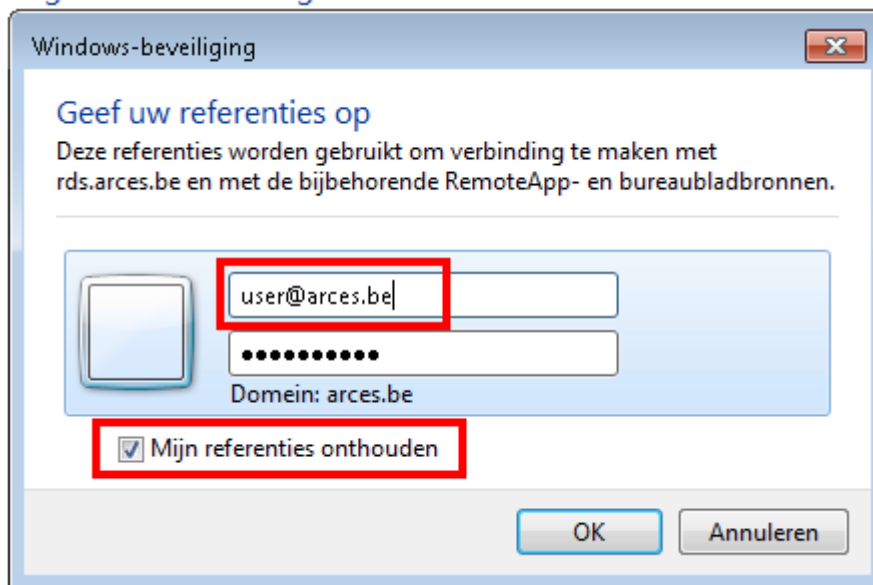 Windows-beveiliging
Geef uw referenties op
Deze referenties worden gebruikt om verbinding te maken met
rds.arces.be en met de bijbehorende RemoteApp- en bureaubladbronnen.
user@arces.be
●●●●●●●●●●
Domein: arces.be
Mijn referenties onthouden
OK Annuleren